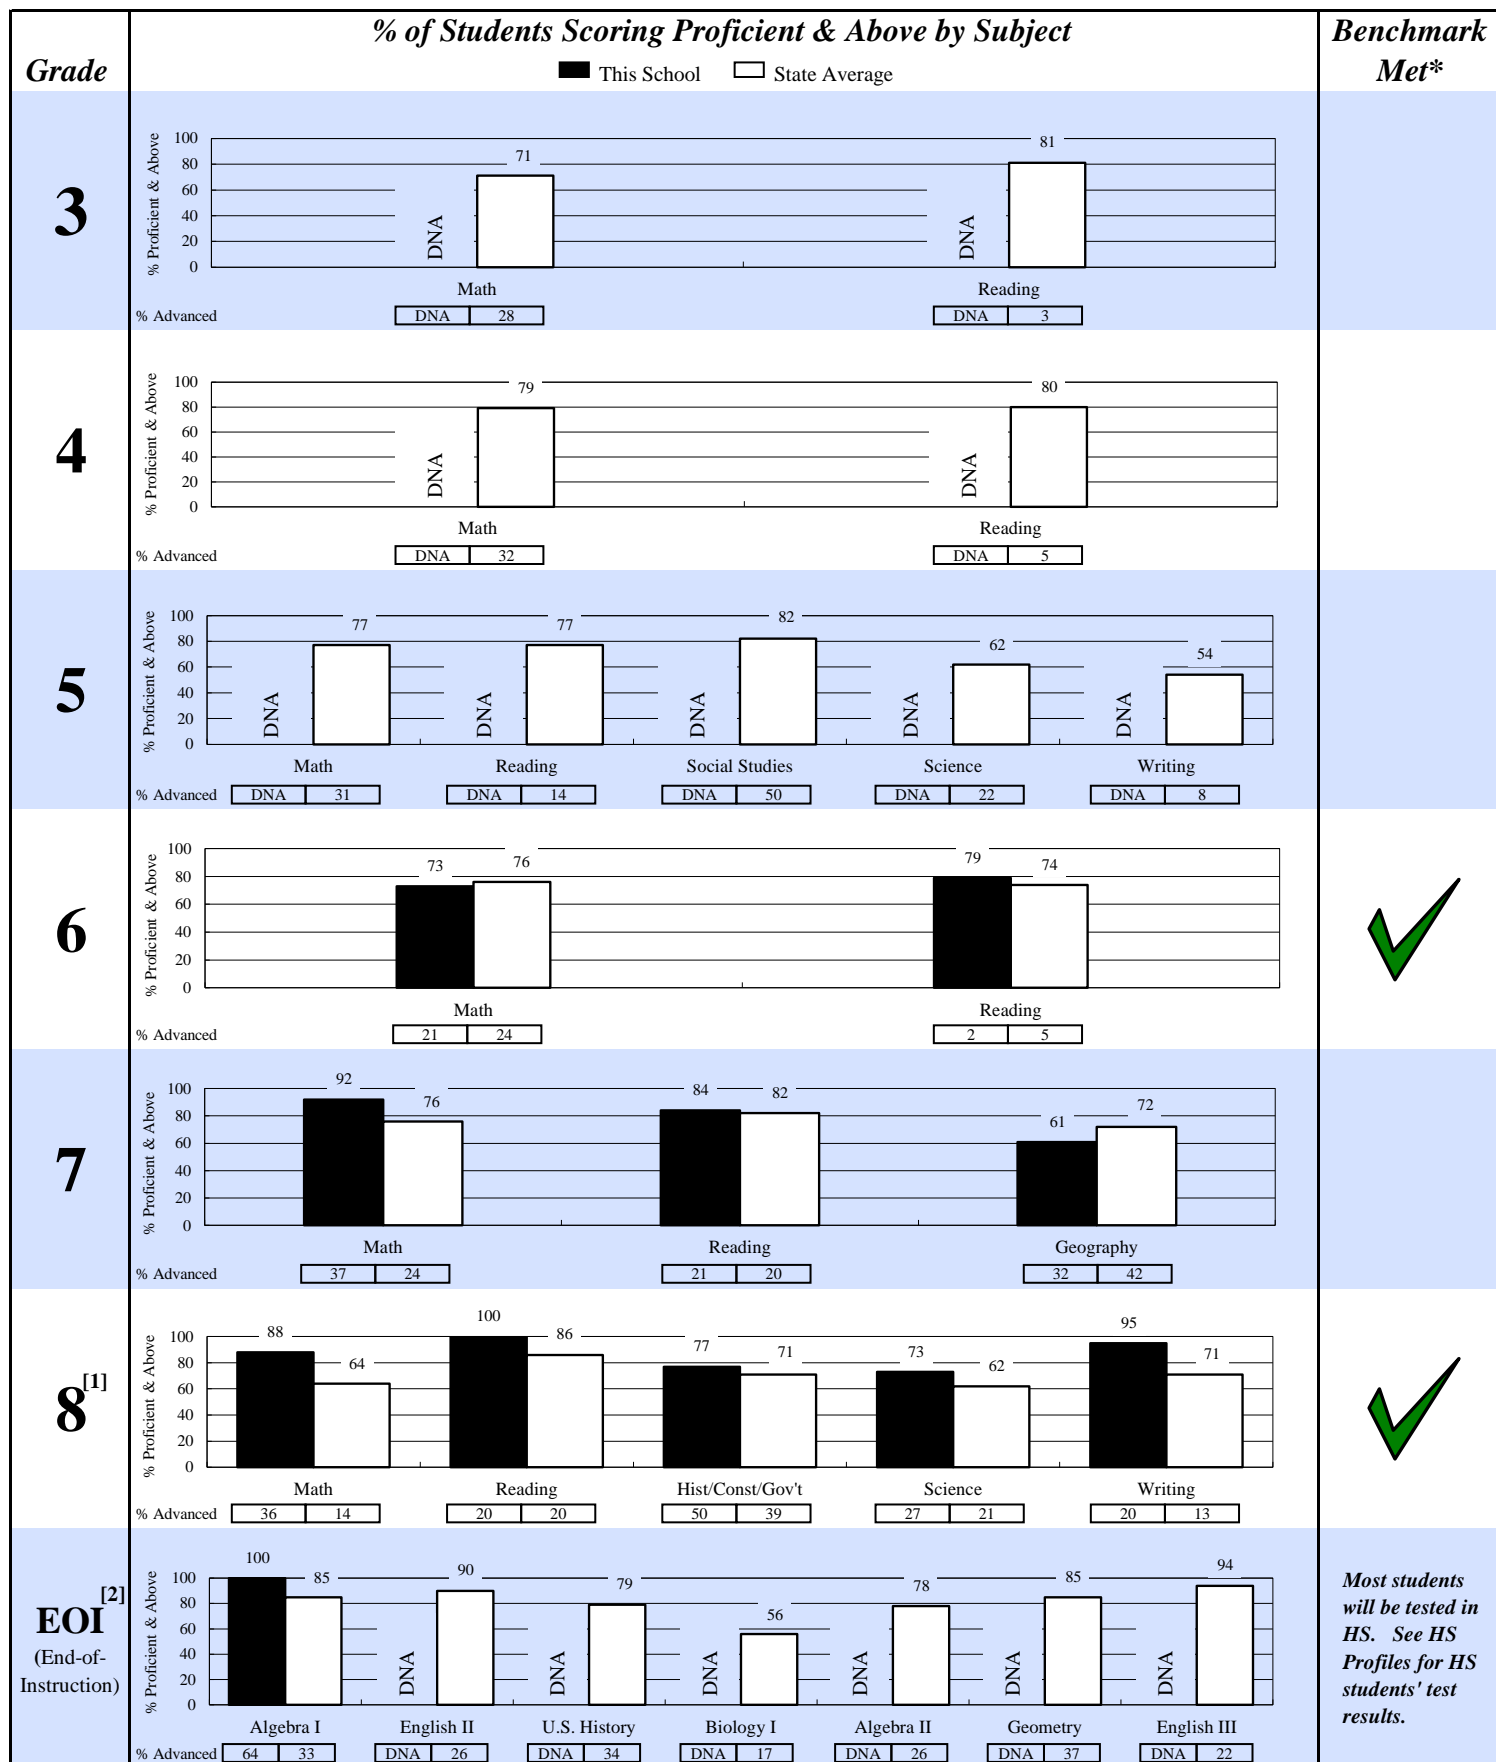 % of Students Scoring Proficient & Above by Subject
Benchmark
Met*
Grade
This School State Average
3
% Proficient & Above
100
80
60
40
20
0
DNA 71
DNA 81
Math Reading
% Advanced DNA 28 DNA 3
4
% Proficient & Above
100
80
60
40
20
0
DNA 79
DNA 80
Math Reading
% Advanced DNA 32 DNA 5
5
% Proficient & Above
100
80
60
40
20
0
DNA 77
DNA 77
DNA 82
DNA 62
DNA 54
Math Reading Social Studies Science Writing
% Advanced DNA 31 DNA 14 DNA 50 DNA 22 DNA 8
6
% Proficient & Above
100
80
60
40
20
0
73 76
79 74
Math Reading
% Advanced 21 24 2 5
7
% Proficient & Above
100
80
60
40
20
0
92 76
84 82
61 72
Math Reading Geography
% Advanced 37 24 21 20 32 42
8[1]
% Proficient & Above
100
80
60
40
20
0
88 64
100 86
77 71
73 62
95 71
Math Reading Hist/Const/Gov't Science Writing
% Advanced 36 14 20 20 50 39 27 21 20 13
EOI[2]
(End-of-
Instruction)
% Proficient & Above
100
80
60
40
20
0
100 85
DNA 90
DNA 79
DNA 56
DNA 78
DNA 85
DNA 94
Algebra I English II U.S. History Biology I Algebra II Geometry English III
% Advanced 64 33 DNA 26 DNA 34 DNA 17 DNA 26 DNA 37 DNA 22
Most students
will be tested in
HS. See HS
Profiles for HS
students' test
results.